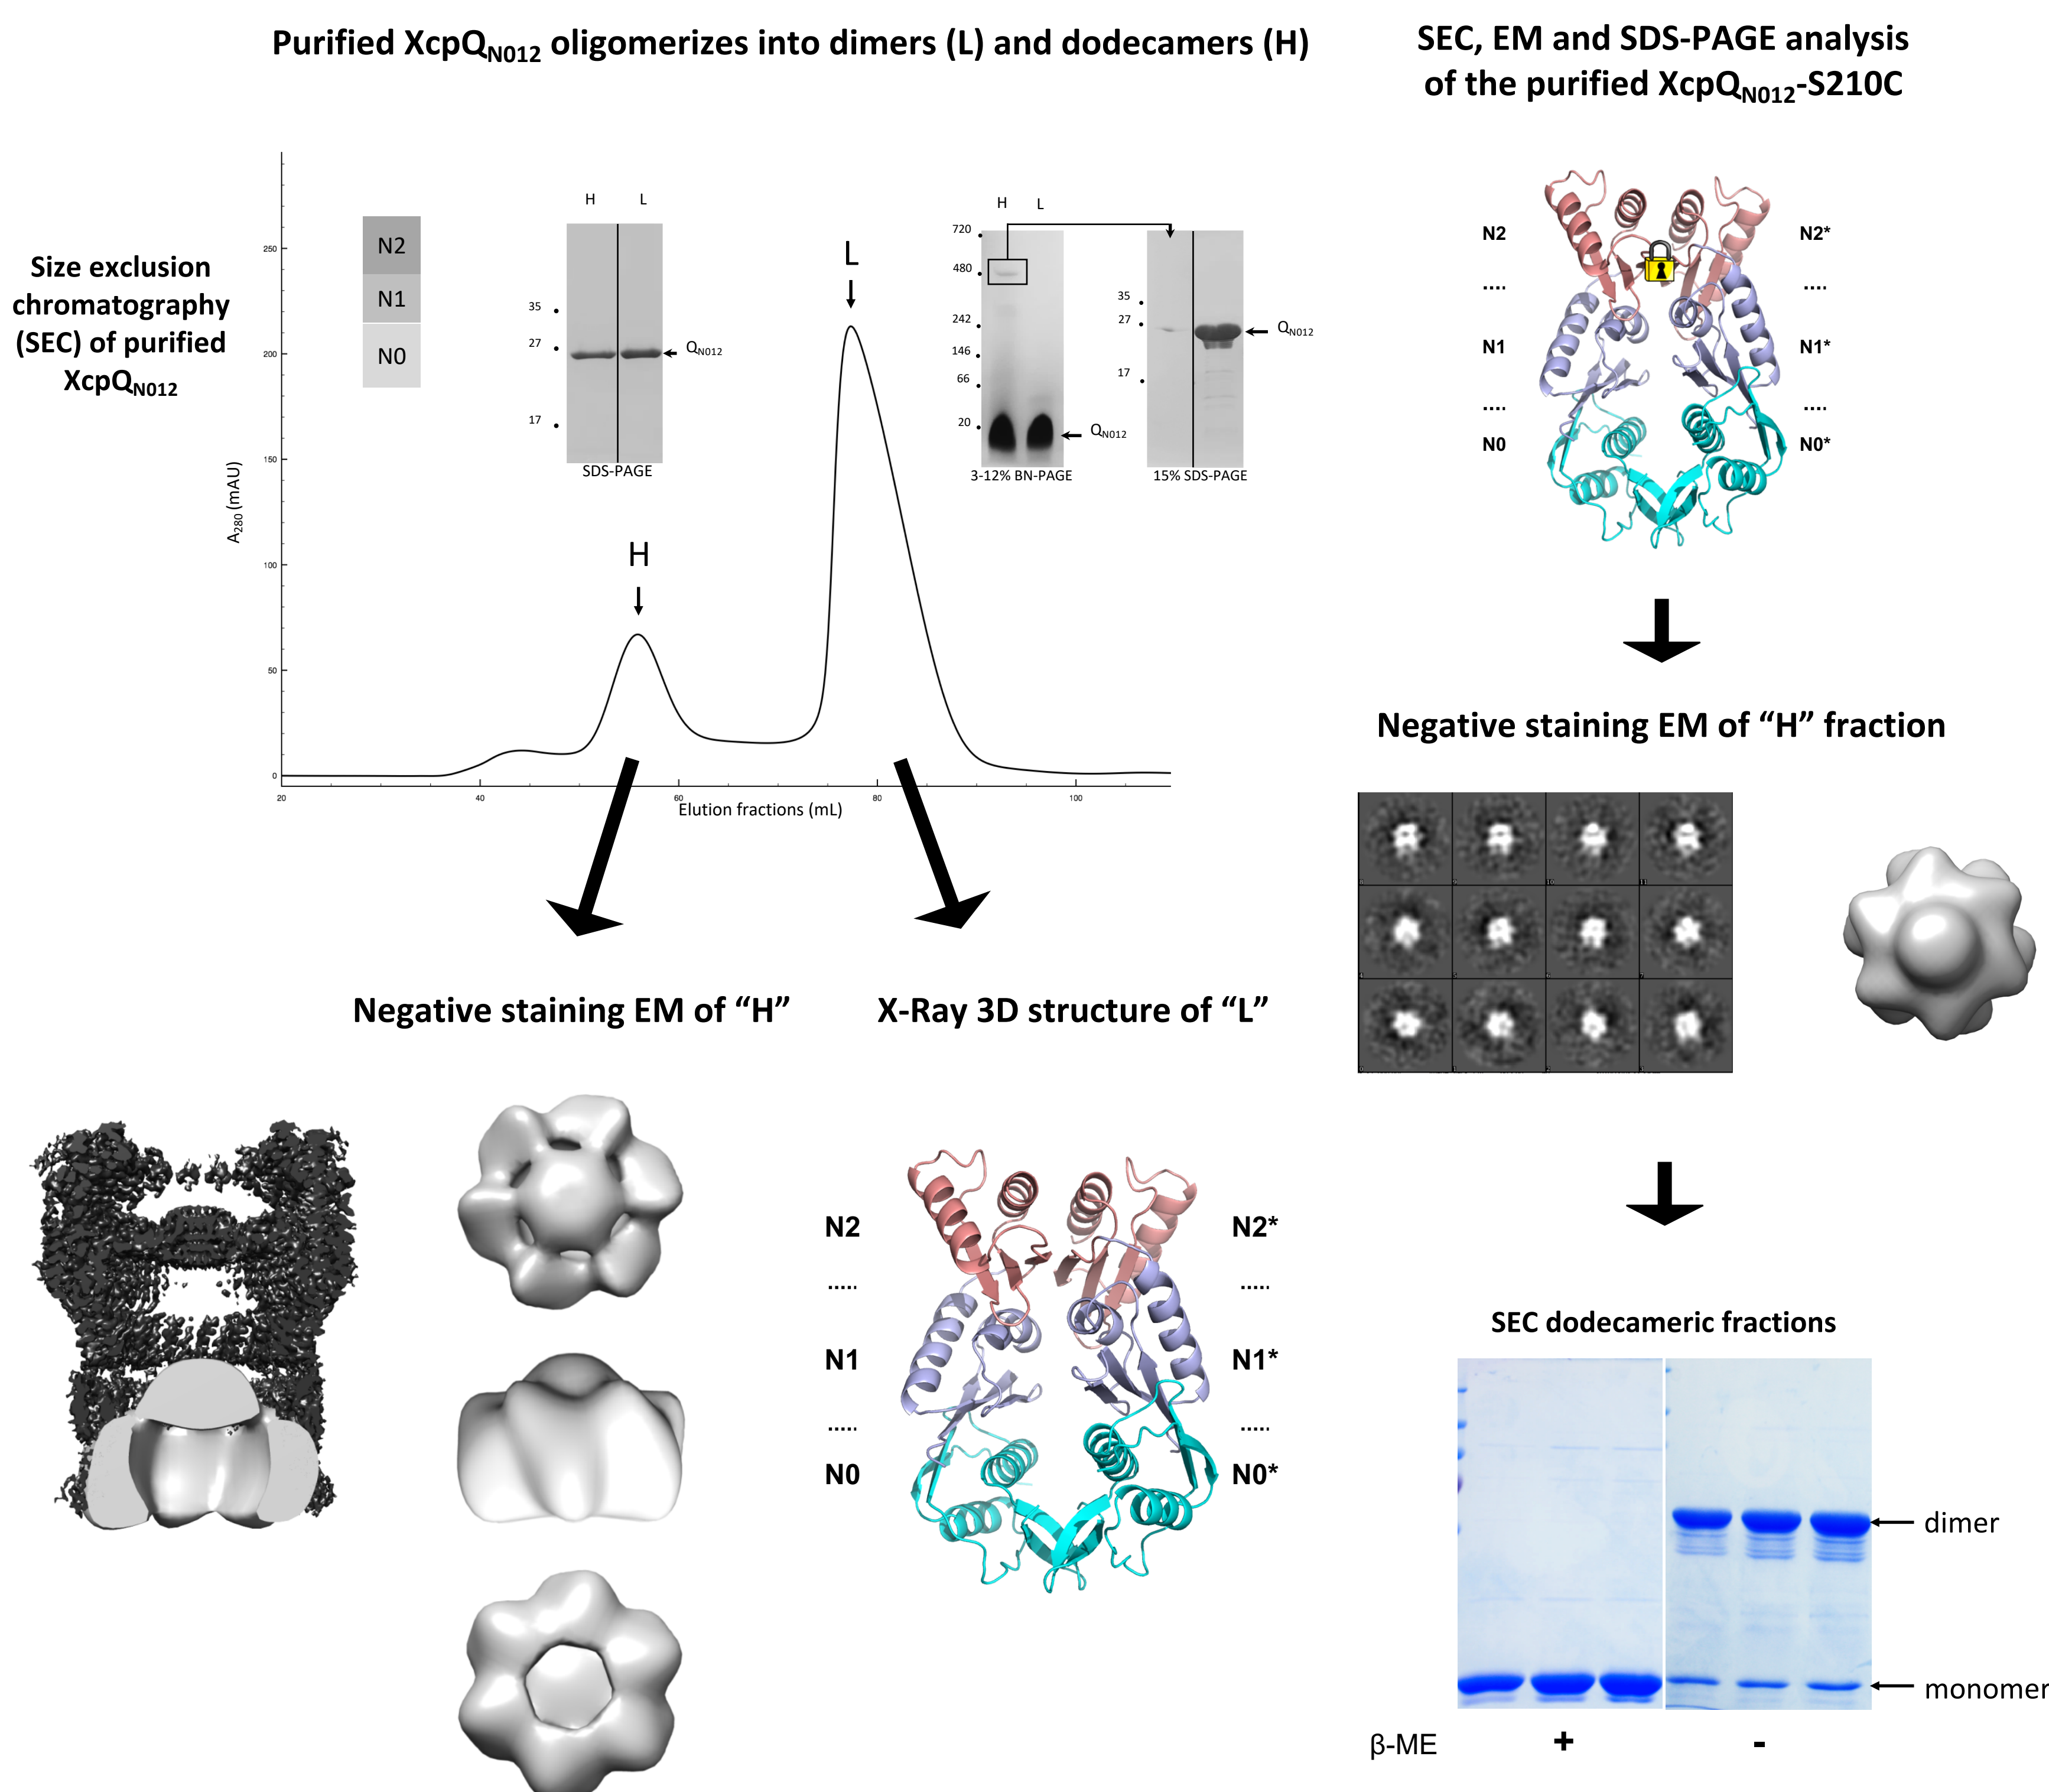 Purified XcpQN012 oligomerizes into dimers (L) and dodecamers (H)
SEC, EM and SDS-PAGE analysis
of the purified XcpQN012-S210C
Size exclusion
chromatography
(SEC) of purified
XcpQN012
A280 (mAU)
250
200
150
100
50
0
20
40
60
80
100
Elution fractions (mL)
N2
N1
N0
H
L
H L
35
27
17
QN012
SDS-PAGE
H L
720
480
242
146
66
20
QN012
3-12% BN-PAGE
35
27
17
QN012
15% SDS-PAGE
N2 N2*
.... ....
N1 N1*
.... ....
N0 N0*
Negative staining EM of “H” fraction
Negative staining EM of “H”
X-Ray 3D structure of “L”
N2 N2*
..... .....
N1 N1*
..... .....
N0 N0*
SEC dodecameric fractions
dimer
monomer
β-ME + -